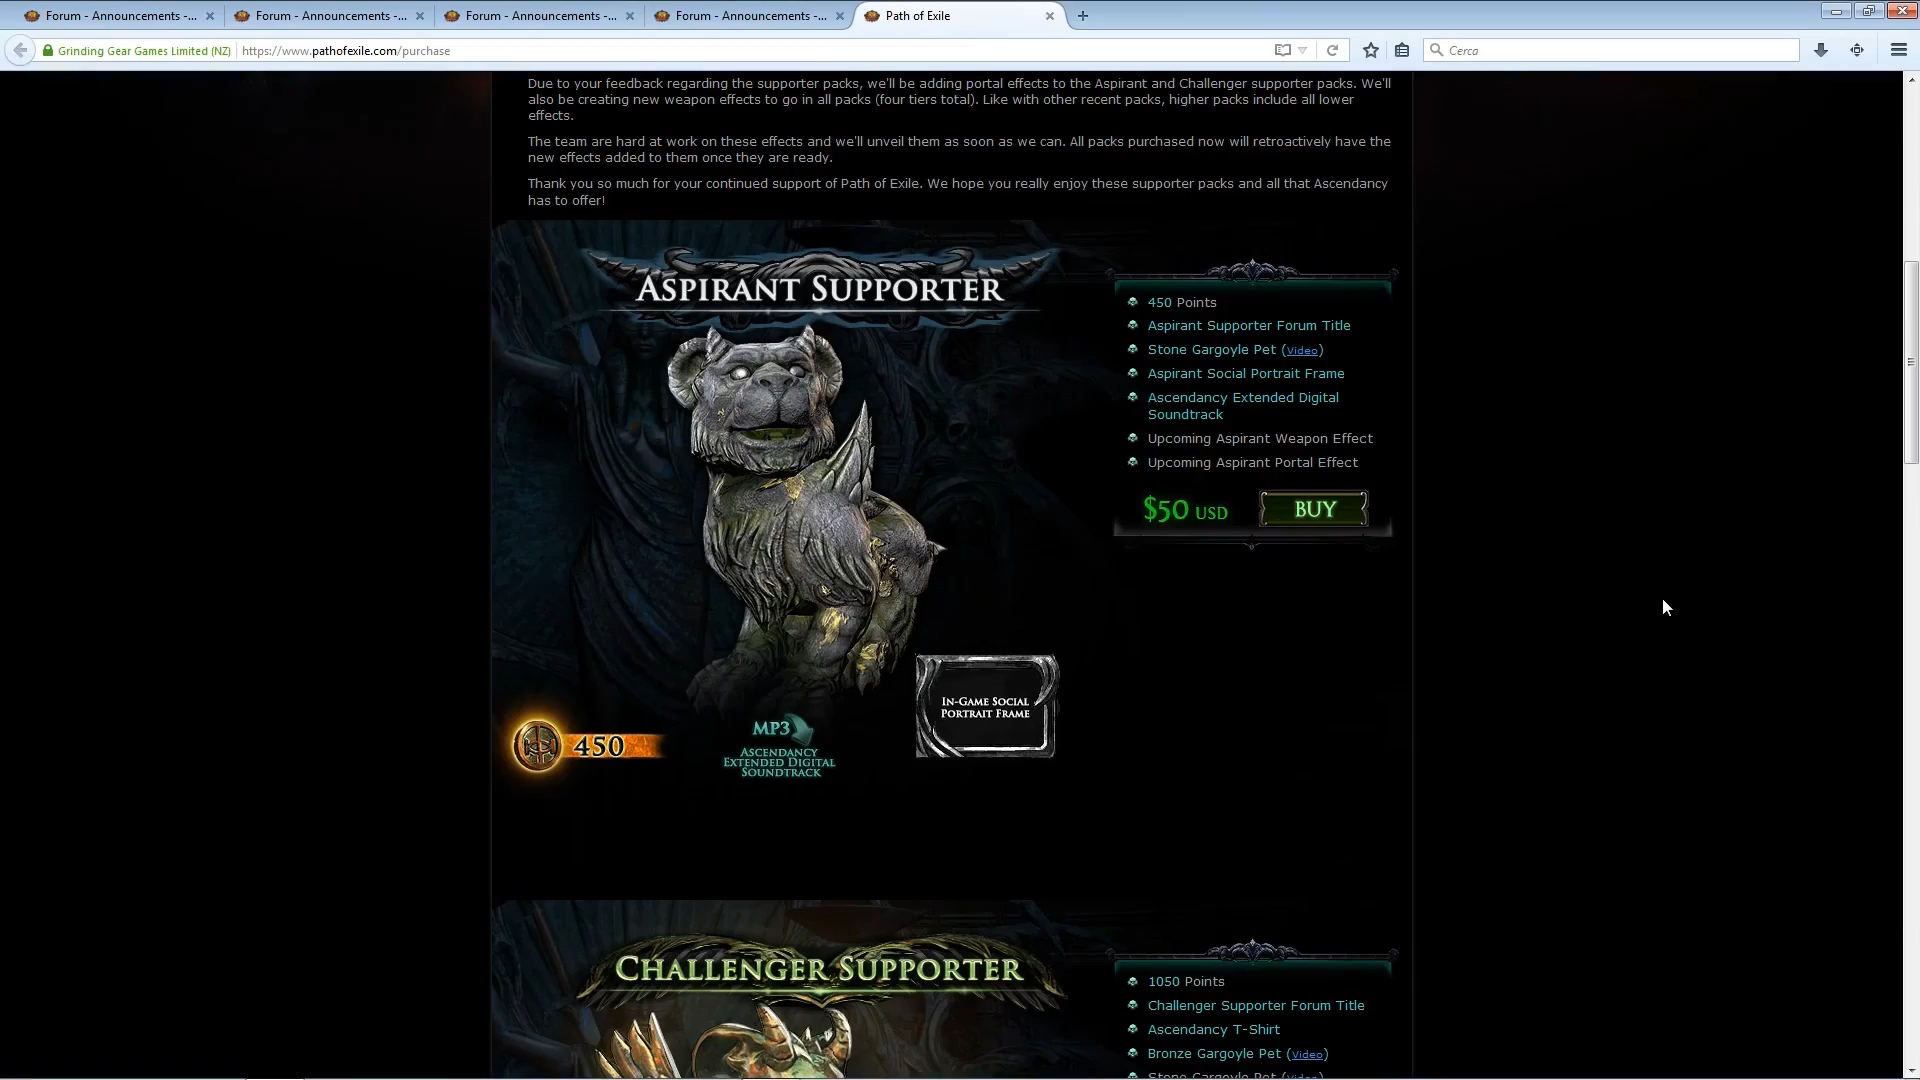 Forum - Announcements -...
Forum - Announcements -...
Forum - Announcements -...
Forum - Announcements -...
Path of Exile
Grinding Gear Games Limited (NZ)
https://www.pathofexile.com/purchase
Cerca
Due to your feedback regarding the supporter packs, we'll be adding portal effects to the Aspirant and Challenger supporter packs. We'll
also be creating new weapon effects to go in all packs (four tiers total). Like with other recent packs, higher packs include all lower
effects.
The team are hard at work on these effects and we'll unveil them as soon as we can. All packs purchased now will retroactively have the
new effects added to them once they are ready.
Thank you so much for your continued support of Path of Exile. We hope you really enjoy these supporter packs and all that Ascendancy
has to offer!
ASPIRANT SUPPORTER
450 Points
Aspirant Supporter Forum Title
Stone Gargoyle Pet (Video)
Aspirant Social Portrait Frame
Ascendancy Extended Digital
Soundtrack
Upcoming Aspirant Weapon Effect
Upcoming Aspirant Portal Effect
$50 USD
BUY
450
MP3
ASCENDANCY
EXTENDED DIGITAL
SOUNDTRACK
IN-GAME SOCIAL
PORTRAIT FRAME
CHALLENGER SUPPORTER
1050 Points
Challenger Supporter Forum Title
Ascendancy T-Shirt
Bronze Gargoyle Pet (Video)
Stone Gargoyle Pet (Video)